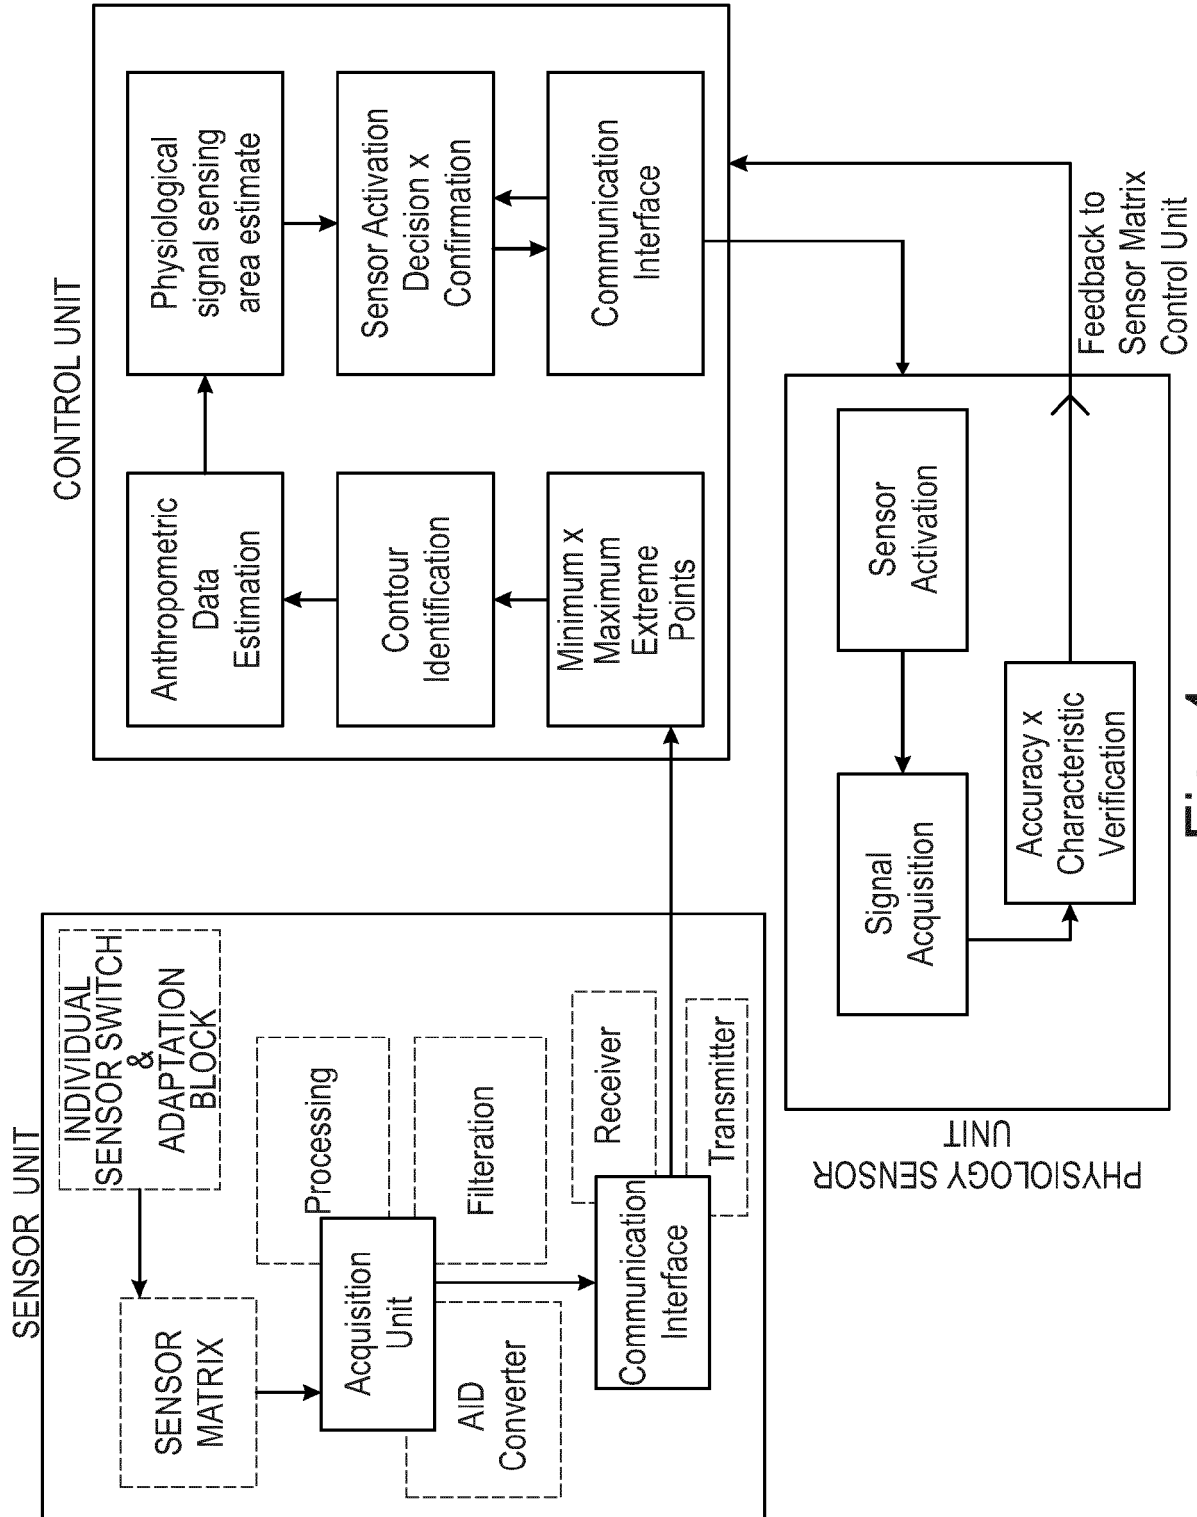 SENSOR UNIT
INDIVIDUAL
SENSOR SWITCH
&
ADAPTATION
BLOCK
SENSOR
MATRIX
Processing
Acquisition
Unit
Filteration
AID
Converter
Receiver
Communication
Interface
Transmitter
CONTROL UNIT
Anthropometric
Data
Estimation
Contour
Identification
Minimum x
Maximum
Extreme
Points
Physiological
signal sensing
area estimate
Sensor Activation
Decision x
Confirmation
Communication
Interface
PHYSIOLOGY SENSOR
UNIT
Sensor
Activation
Signal
Acquisition
Accuracy x
Characteristic
Verification
Feedback to
Sensor Matrix
Control Unit